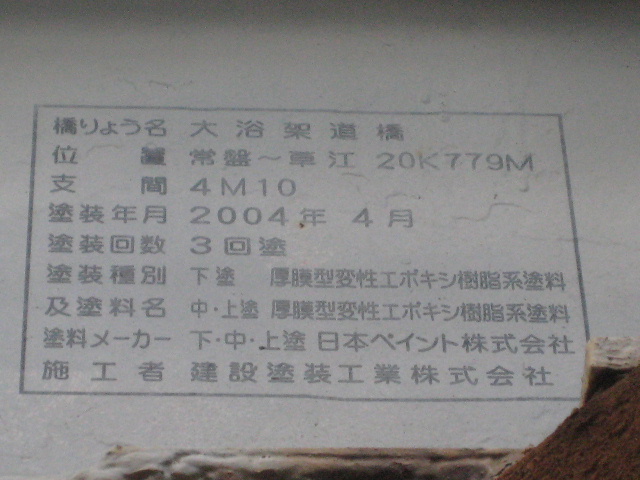 橋りょう名 大浴架道橋
位置 常盤～草江 20K779M
支間 4M10
塗装年月 2004年 4月
塗装回数 3回塗
塗装種別 下塗 厚膜型変性エポキシ樹脂系塗料
及塗料名 中・上塗 厚膜型変性エポキシ樹脂系塗料
塗料メーカー 下・中・上塗 日本ペイント株式会社
施工者 建設塗装工業株式会社